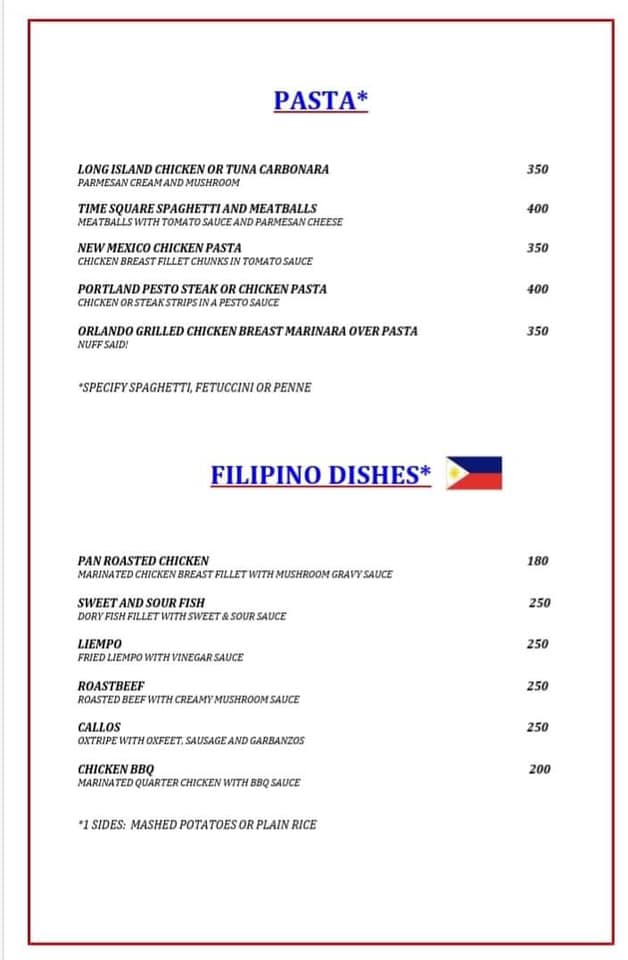 PASTA*
LONG ISLAND CHICKEN OR TUNA CARBONARA 350
PARMESAN CREAM AND MUSHROOM
TIME SQUARE SPAGHETTI AND MEATBALLS 400
MEATBALLS WITH TOMATO SAUCE AND PARMESAN CHEESE
NEW MEXICO CHICKEN PASTA 350
CHICKEN BREAST FILLET CHUNKS IN TOMATO SAUCE
PORTLAND PESTO STEAK OR CHICKEN PASTA 400
CHICKEN OR STEAK STRIPS IN A PESTO SAUCE
ORLANDO GRILLED CHICKEN BREAST MARINARA OVER PASTA 350
NUFF SAID!
*SPECIFY SPAGHETTI, FETUCCINI OR PENNE
FILIPINO DISHES*
PAN ROASTED CHICKEN 180
MARINATED CHICKEN BREAST FILLET WITH MUSHROOM GRAVY SAUCE
SWEET AND SOUR FISH 250
DORY FISH FILLET WITH SWEET & SOUR SAUCE
LIEMPO 250
FRIED LIEMPO WITH VINEGAR SAUCE
ROASTBEEF 250
ROASTED BEEF WITH CREAMY MUSHROOM SAUCE
CALLOS 250
OXTRIPE WITH OXFEET, SAUSAGE AND GARBANZOS
CHICKEN BBQ 200
MARINATED QUARTER CHICKEN WITH BBQ SAUCE
*1 SIDES: MASHED POTATOES OR PLAIN RICE